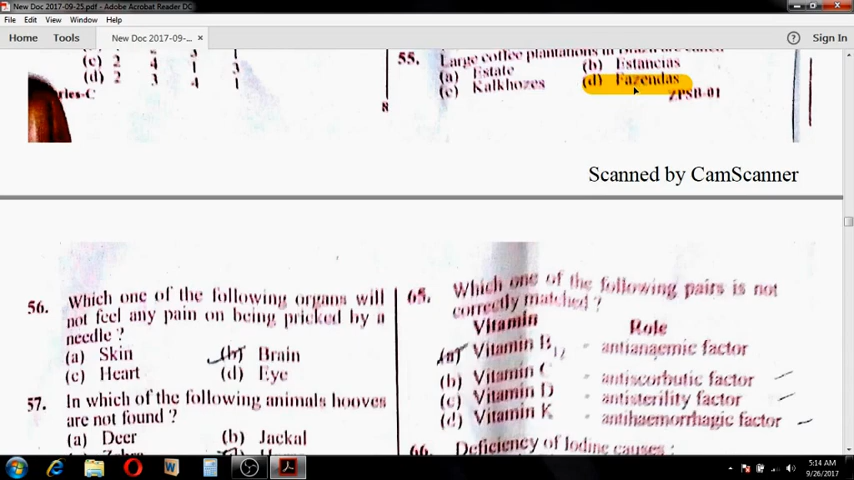 New Doc 2017-09-25.pdf - Adobe Acrobat Reader DC
File Edit View Window Help
Home Tools New Doc 2017-09-... × Sign In
(c) 2 4 1 3
(d) 2 3 4 1
rles-C
8
55. Large coffee plantations in Brazil are called
(a) Estate (b) Estancias
(c) Kalkhozes (d) Fazendas
ZPSB-01
Scanned by CamScanner
56. Which one of the following organs will
not feel any pain on being pricked by a
needle ?
(a) Skin (b) Brain
(c) Heart (d) Eye
57. In which of the following animals hooves
are not found ?
(a) Deer (b) Jackal
65. Which one of the following pairs is not
correctly matched ?
Vitamin Role
(a) Vitamin B12 - antianaemic factor
(b) Vitamin C - antiscorbutic factor
(c) Vitamin D - antisterility factor
(d) Vitamin K - antihaemorrhagic factor
66. Deficiency of Iodine causes :
5:14 AM
9/26/2017